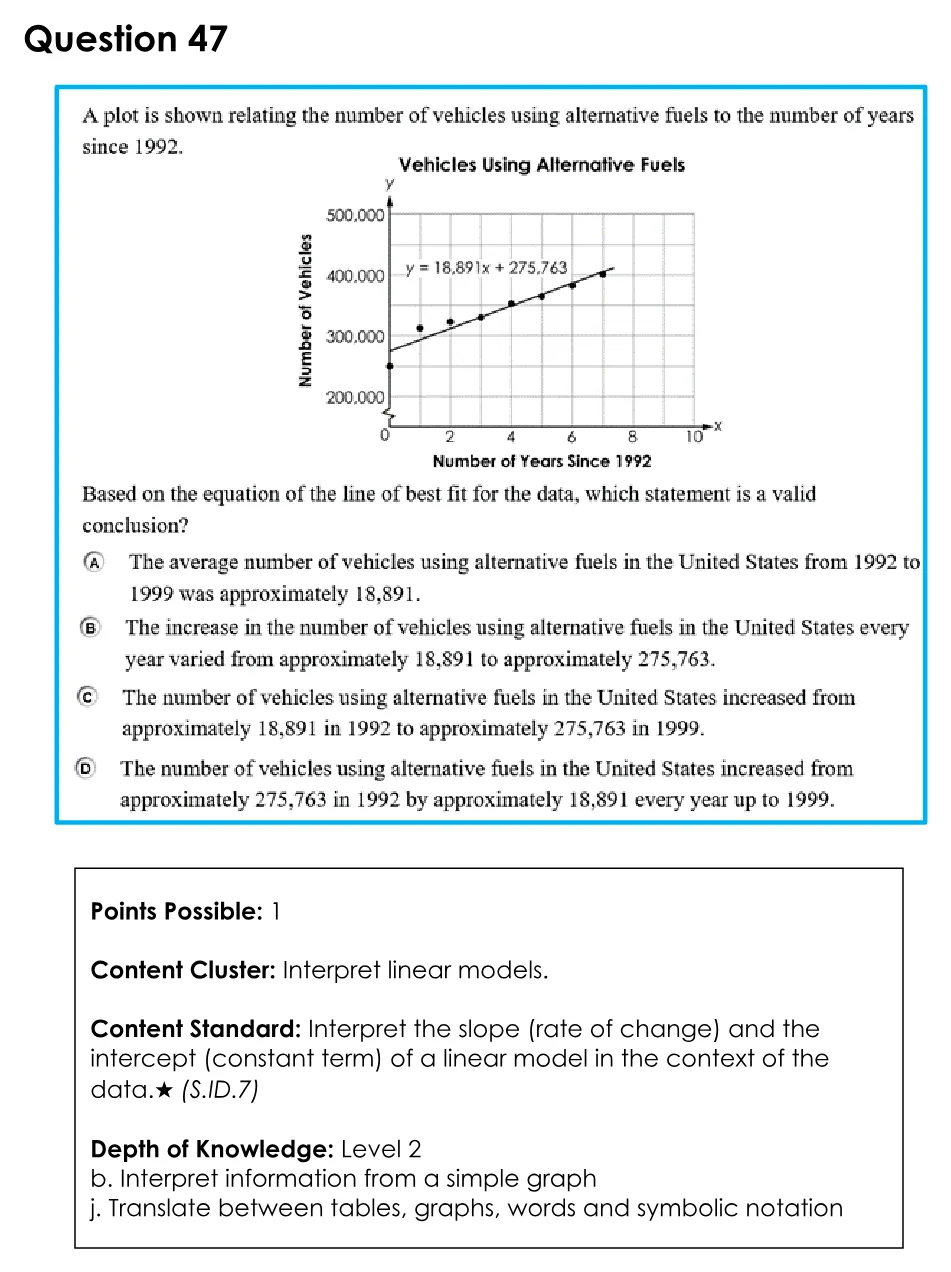 Question 47
A plot is shown relating the number of vehicles using alternative fuels to the number of years
since 1992.
Vehicles Using Alternative Fuels
y
500,000
400,000
300,000
200,000
Number of Vehicles
y = 18,891x + 275,763
0 2 4 6 8 10 x
Number of Years Since 1992
Based on the equation of the line of best fit for the data, which statement is a valid
conclusion?
A The average number of vehicles using alternative fuels in the United States from 1992 to
1999 was approximately 18,891.
B The increase in the number of vehicles using alternative fuels in the United States every
year varied from approximately 18,891 to approximately 275,763.
C The number of vehicles using alternative fuels in the United States increased from
approximately 18,891 in 1992 to approximately 275,763 in 1999.
D The number of vehicles using alternative fuels in the United States increased from
approximately 275,763 in 1992 by approximately 18,891 every year up to 1999.
Points Possible: 1
Content Cluster: Interpret linear models.
Content Standard: Interpret the slope (rate of change) and the
intercept (constant term) of a linear model in the context of the
data.★ (S.ID.7)
Depth of Knowledge: Level 2
b. Interpret information from a simple graph
j. Translate between tables, graphs, words and symbolic notation